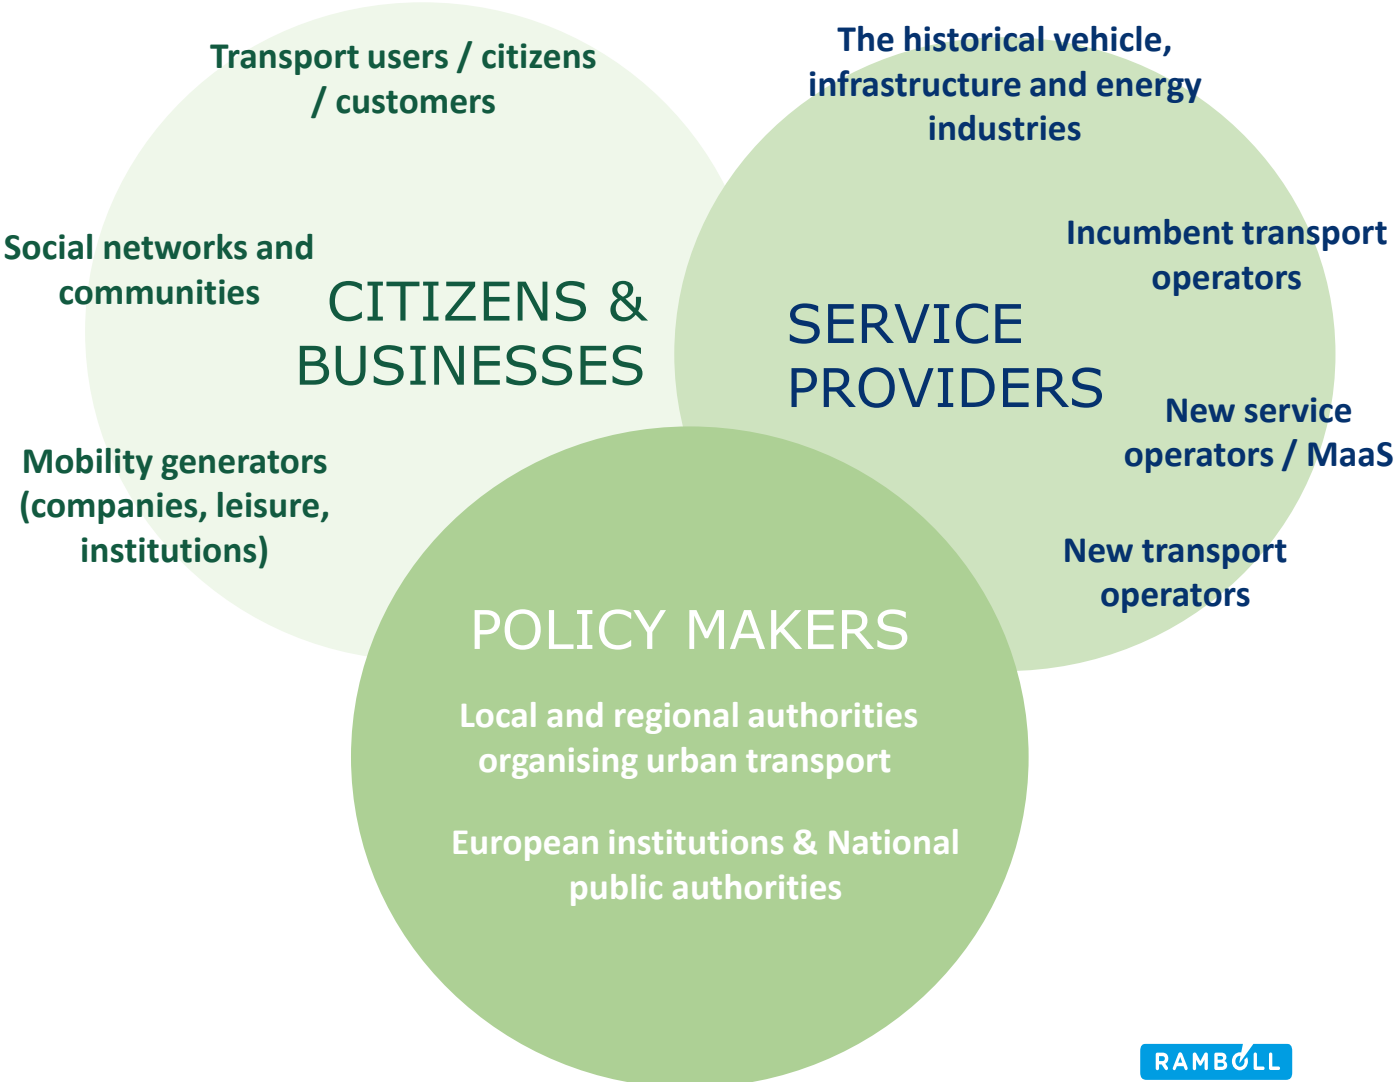 Transport users / citizens
/ customers
The historical vehicle,
infrastructure and energy
industries
Social networks and
communities
CITIZENS &
BUSINESSES
Mobility generators
(companies, leisure,
institutions)
Incumbent transport
operators
SERVICE
PROVIDERS
New service
operators / MaaS
New transport
operators
POLICY MAKERS
Local and regional authorities
organising urban transport
European institutions & National
public authorities
RAMBOLL